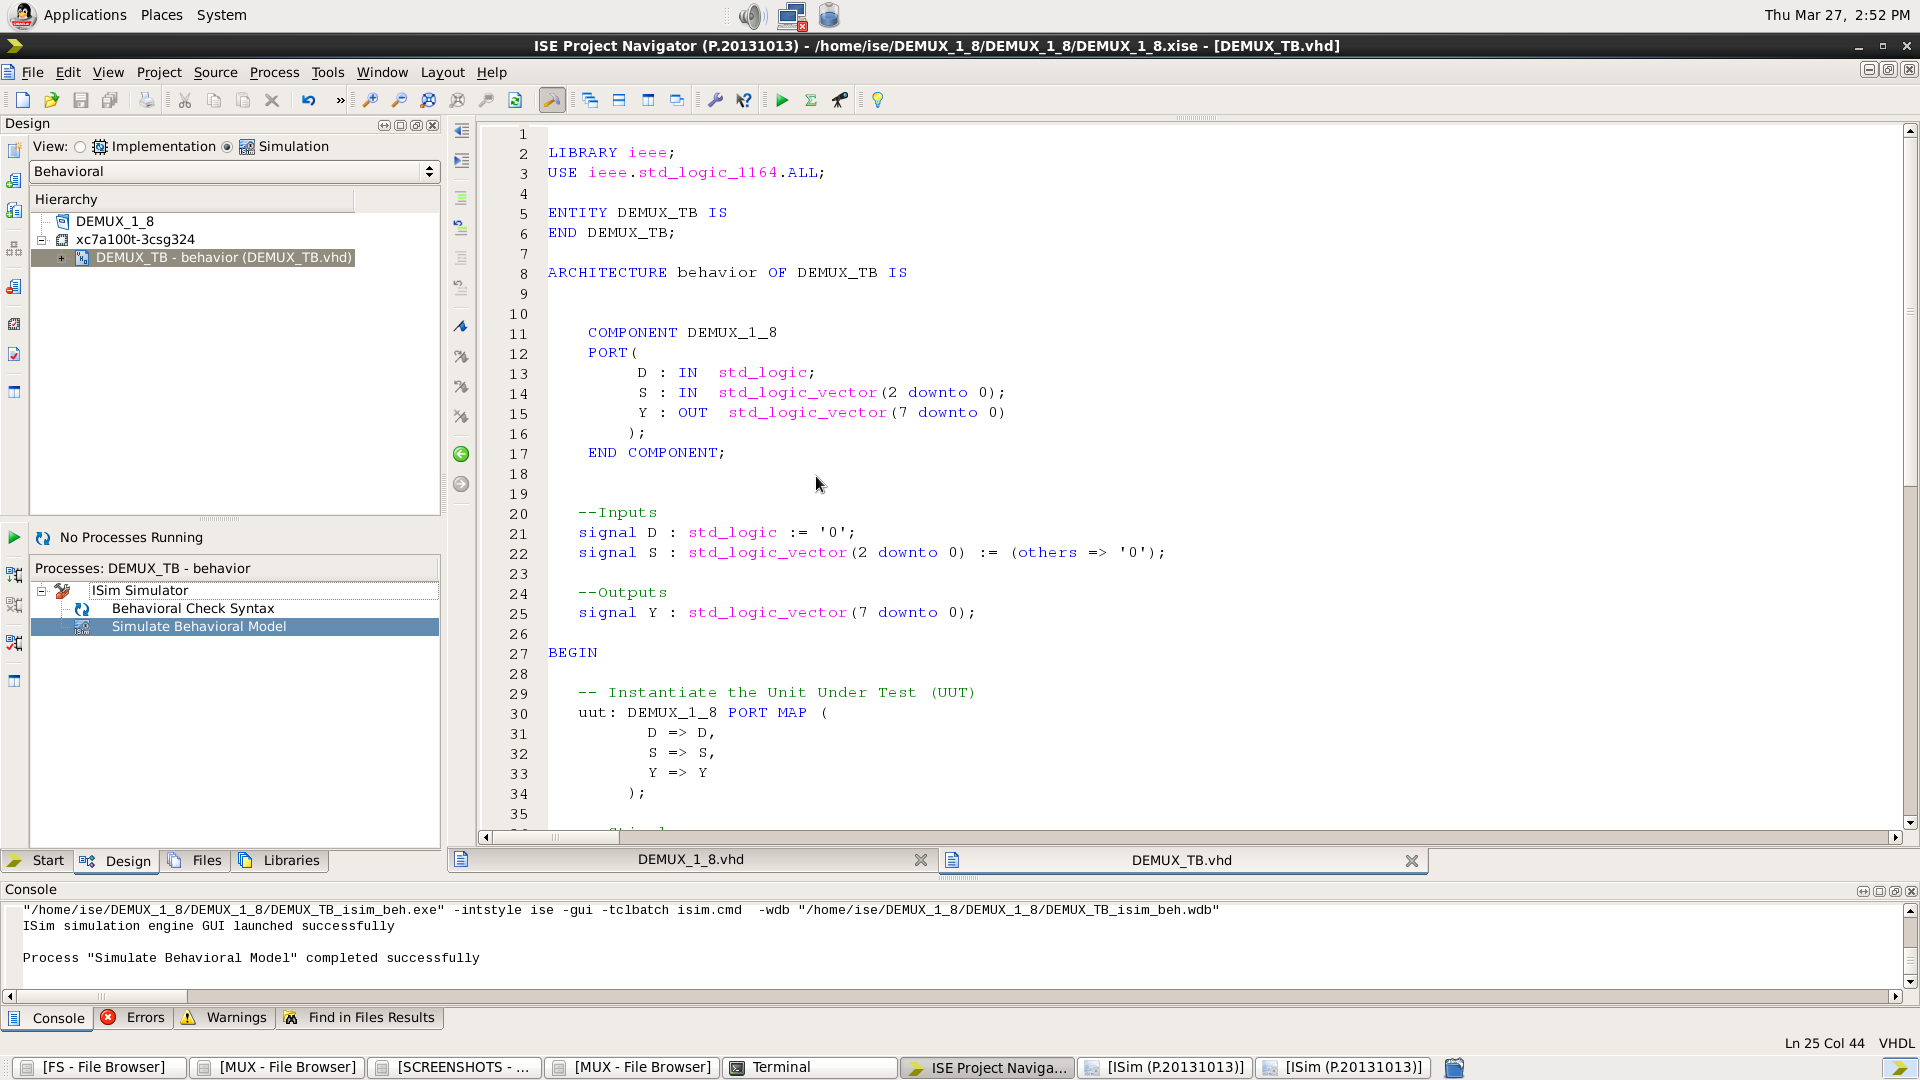 Applications Places System
Thu Mar 27, 2:52 PM
ISE Project Navigator (P.20131013) - /home/ise/DEMUX_1_8/DEMUX_1_8/DEMUX_1_8.xise - [DEMUX_TB.vhd]
File Edit View Project Source Process Tools Window Layout Help
Design
View: Implementation Simulation
Behavioral
Hierarchy
DEMUX_1_8
xc7a100t-3csg324
DEMUX_TB - behavior (DEMUX_TB.vhd)
No Processes Running
Processes: DEMUX_TB - behavior
ISim Simulator
Behavioral Check Syntax
Simulate Behavioral Model
Start Design Files Libraries
1
2 LIBRARY ieee;
3 USE ieee.std_logic_1164.ALL;
4
5 ENTITY DEMUX_TB IS
6 END DEMUX_TB;
7
8 ARCHITECTURE behavior OF DEMUX_TB IS
9
10
11 COMPONENT DEMUX_1_8
12 PORT(
13 D : IN std_logic;
14 S : IN std_logic_vector(2 downto 0);
15 Y : OUT std_logic_vector(7 downto 0)
16 );
17 END COMPONENT;
18
19
20 --Inputs
21 signal D : std_logic := '0';
22 signal S : std_logic_vector(2 downto 0) := (others => '0');
23
24 --Outputs
25 signal Y : std_logic_vector(7 downto 0);
26
27 BEGIN
28
29 -- Instantiate the Unit Under Test (UUT)
30 uut: DEMUX_1_8 PORT MAP (
31 D => D,
32 S => S,
33 Y => Y
34 );
35
DEMUX_1_8.vhd
DEMUX_TB.vhd
Console
"/home/ise/DEMUX_1_8/DEMUX_1_8/DEMUX_TB_isim_beh.exe" -intstyle ise -gui -tclbatch isim.cmd -wdb "/home/ise/DEMUX_1_8/DEMUX_1_8/DEMUX_TB_isim_beh.wdb"
ISim simulation engine GUI launched successfully
Process "Simulate Behavioral Model" completed successfully
Console Errors Warnings Find in Files Results
Ln 25 Col 44 VHDL
[FS - File Browser] [MUX - File Browser] [SCREENSHOTS - ... [MUX - File Browser] Terminal ISE Project Naviga... [ISim (P.20131013)] [ISim (P.20131013)]